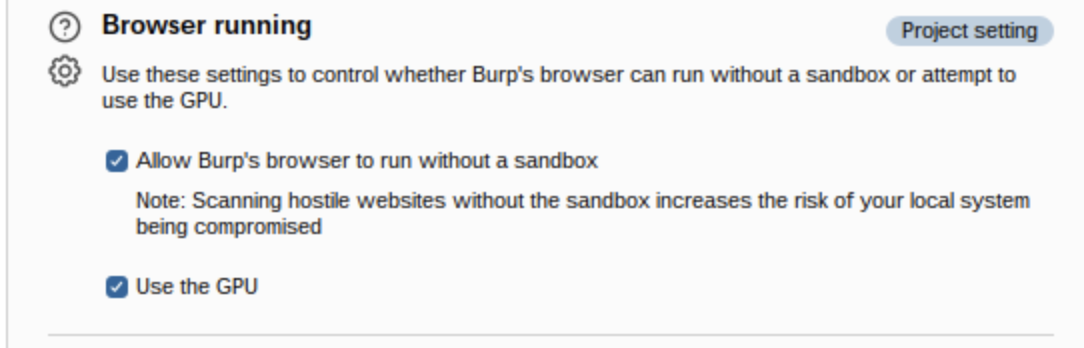 Browser running
Project setting
Use these settings to control whether Burp's browser can run without a sandbox or attempt to
use the GPU.
Allow Burp's browser to run without a sandbox
Note: Scanning hostile websites without the sandbox increases the risk of your local system
being compromised
Use the GPU